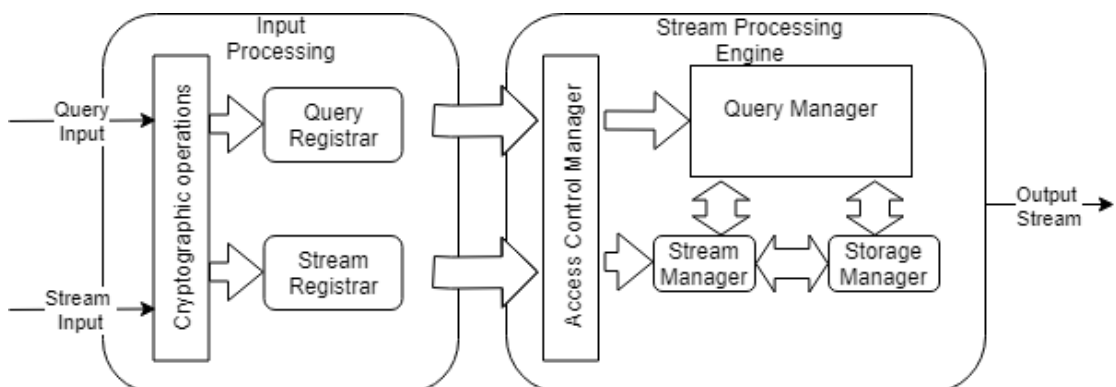 Input
Processing
Stream Processing
Engine
Query
Input
Stream
Input
Cryptographic operations
Query
Registrar
Stream
Registrar
Access Control Manager
Query Manager
Stream
Manager
Storage
Manager
Output
Stream